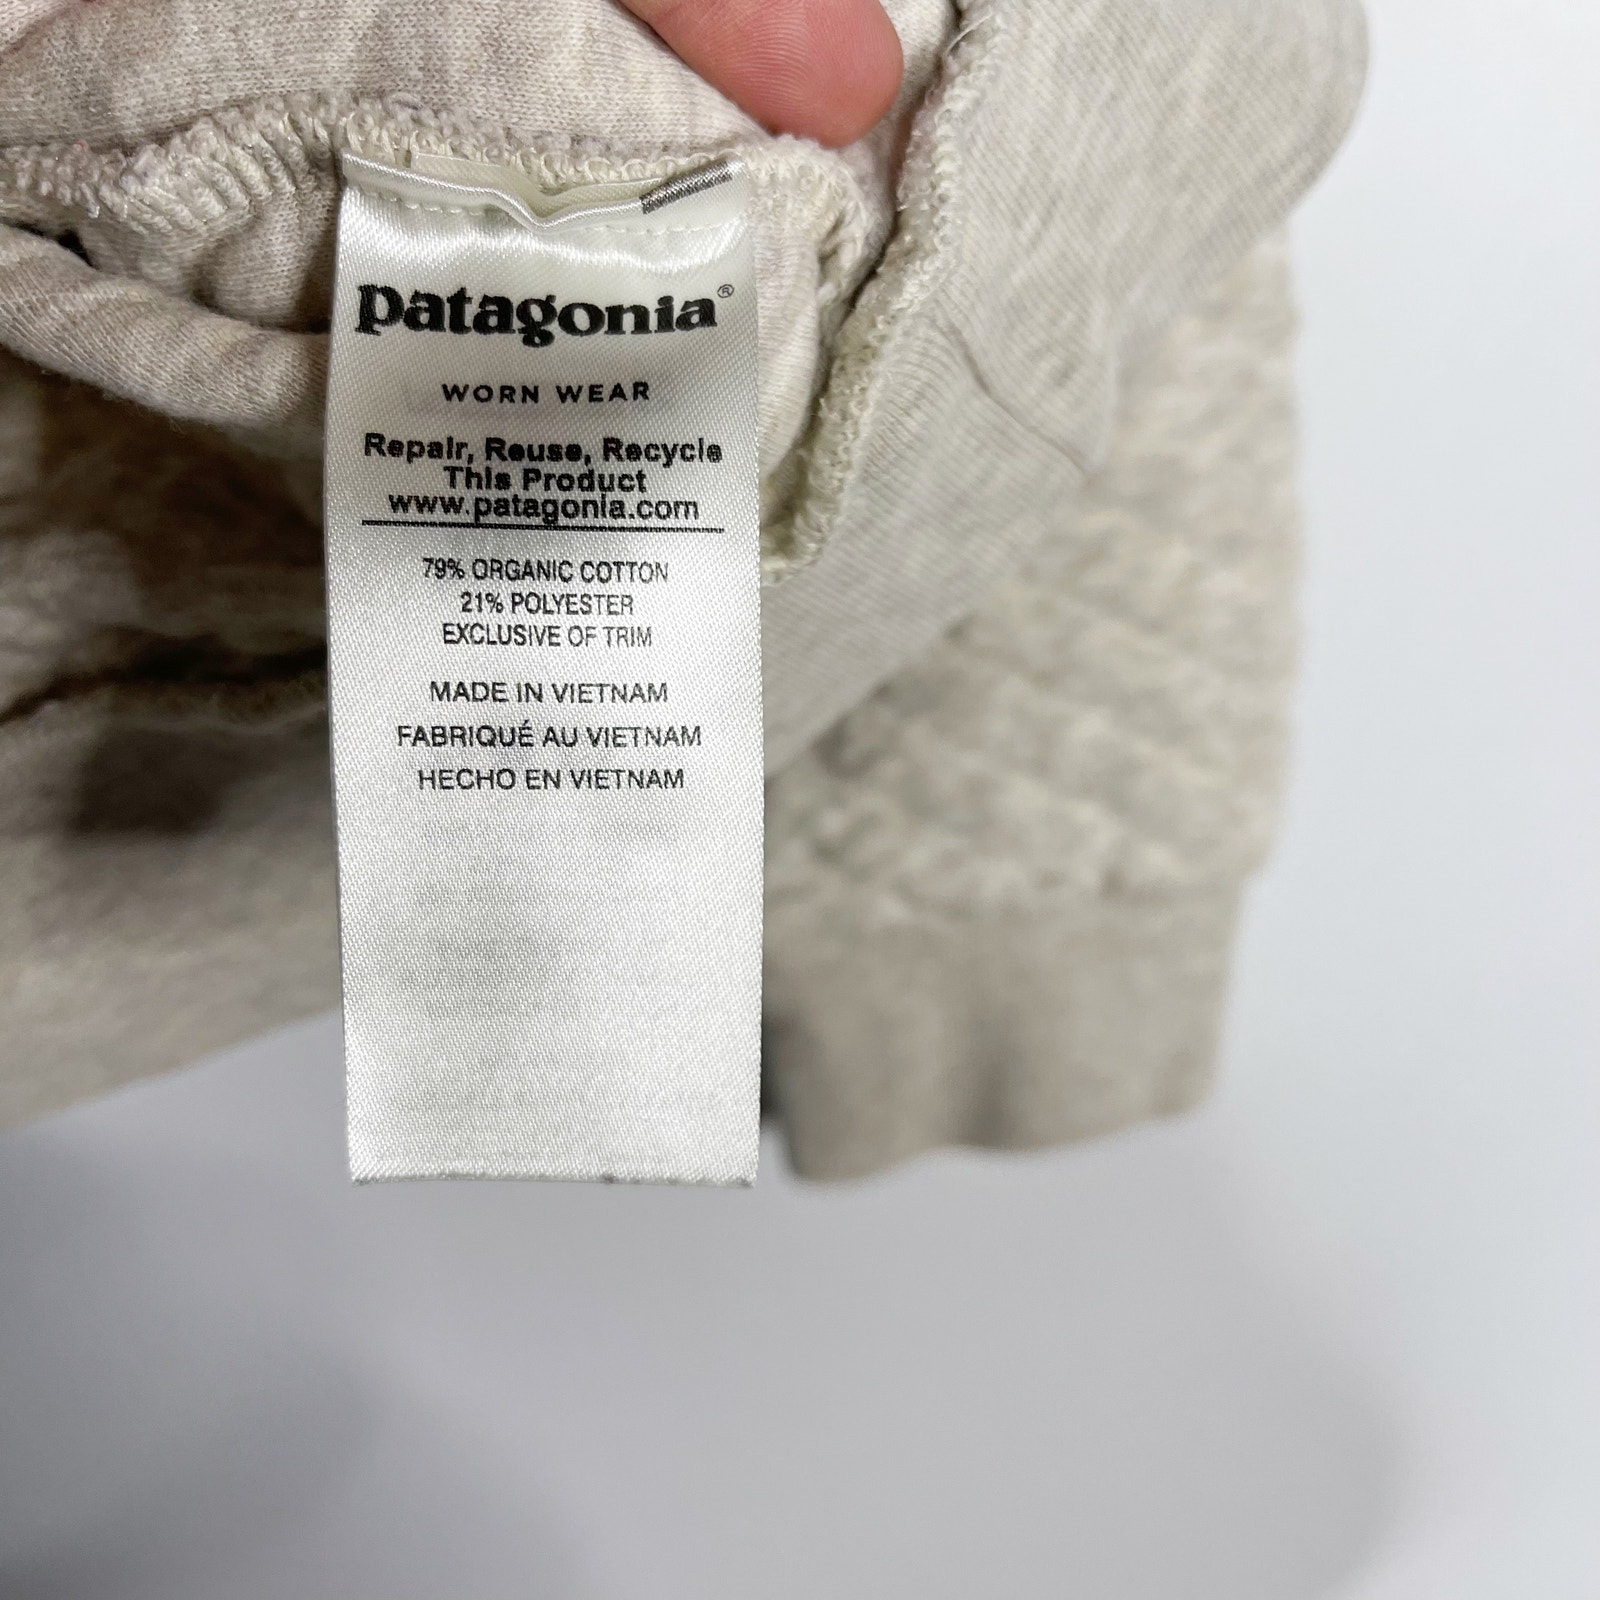 patagonia®
WORN WEAR
Repair, Reuse, Recycle
This Product
www.patagonia.com
79% ORGANIC COTTON
21% POLYESTER
EXCLUSIVE OF TRIM
MADE IN VIETNAM
FABRIQUÉ AU VIETNAM
HECHO EN VIETNAM